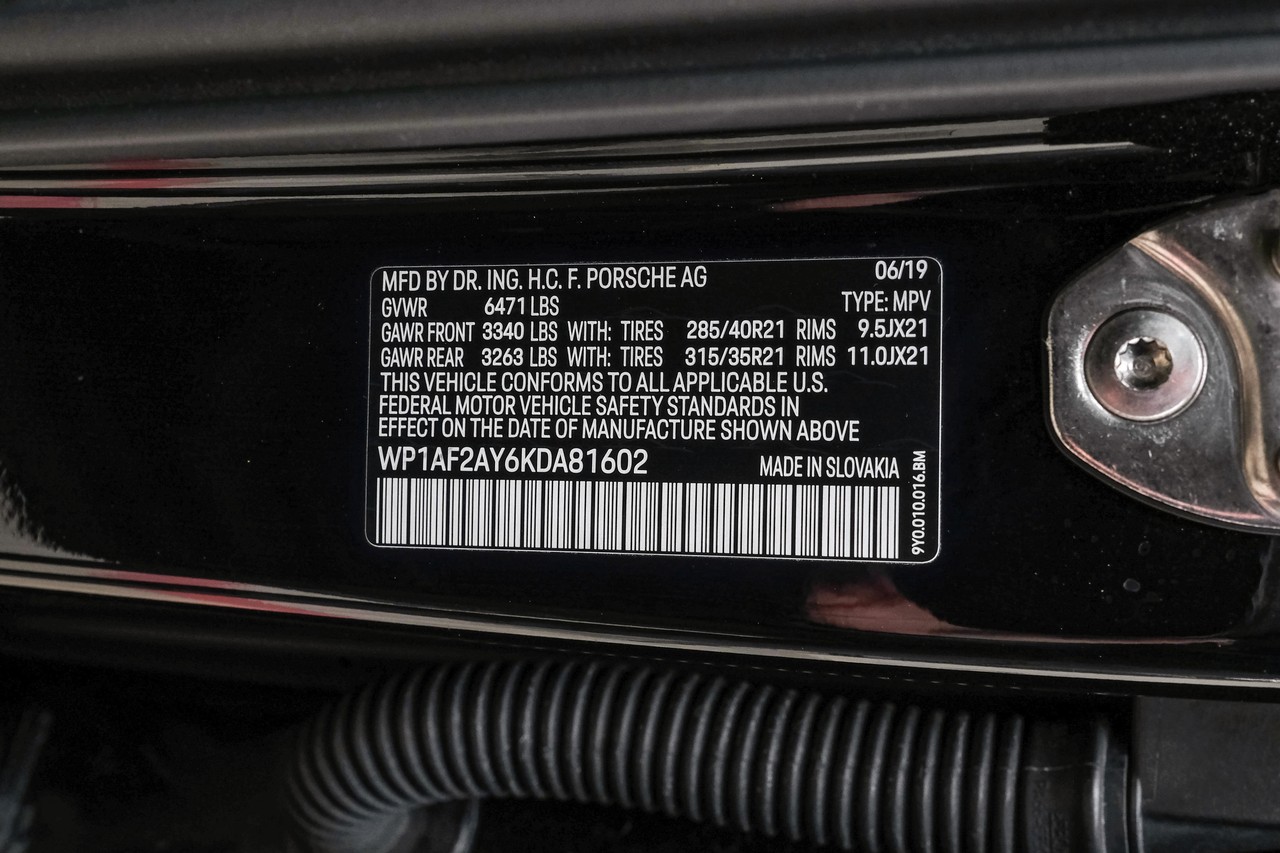 MFD BY DR. ING. H.C. F. PORSCHE AG 06/19
GVWR 6471 LBS TYPE: MPV
GAWR FRONT 3340 LBS WITH: TIRES 285/40R21 RIMS 9.5JX21
GAWR REAR 3263 LBS WITH: TIRES 315/35R21 RIMS 11.0JX21
THIS VEHICLE CONFORMS TO ALL APPLICABLE U.S.
FEDERAL MOTOR VEHICLE SAFETY STANDARDS IN
EFFECT ON THE DATE OF MANUFACTURE SHOWN ABOVE
WP1AF2AY6KDA81602 MADE IN SLOVAKIA
9Y0.010.016.BM